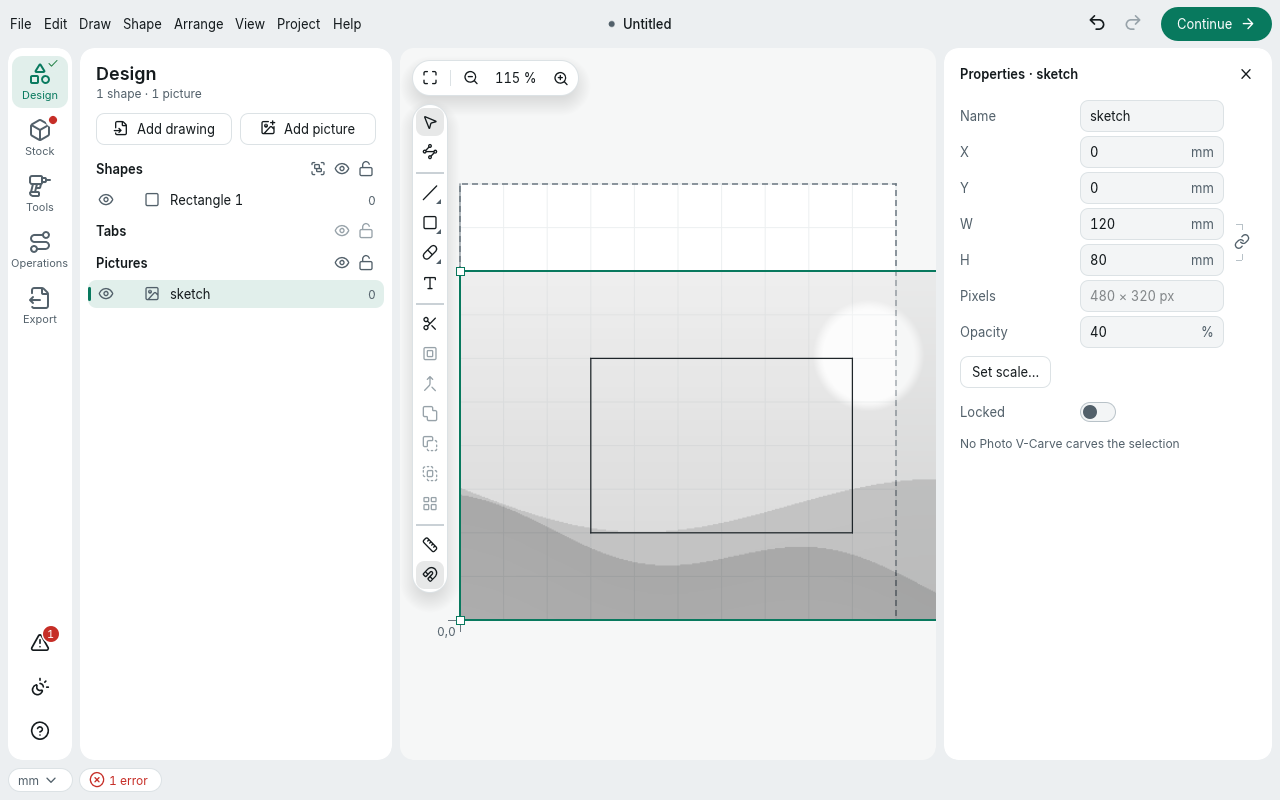 File Edit Draw Shape Arrange View Project Help
Untitled
Continue
Design
Stock
Tools
Operations
Export
1
Design
1 shape · 1 picture
Add drawing
Add picture
Shapes
Rectangle 1 0
Tabs
Pictures
sketch 0
115 %
0,0
Properties · sketch
Name sketch
X 0 mm
Y 0 mm
W 120 mm
H 80 mm
Pixels 480 × 320 px
Opacity 40 %
Set scale...
Locked
No Photo V-Carve carves the selection
mm
1 error